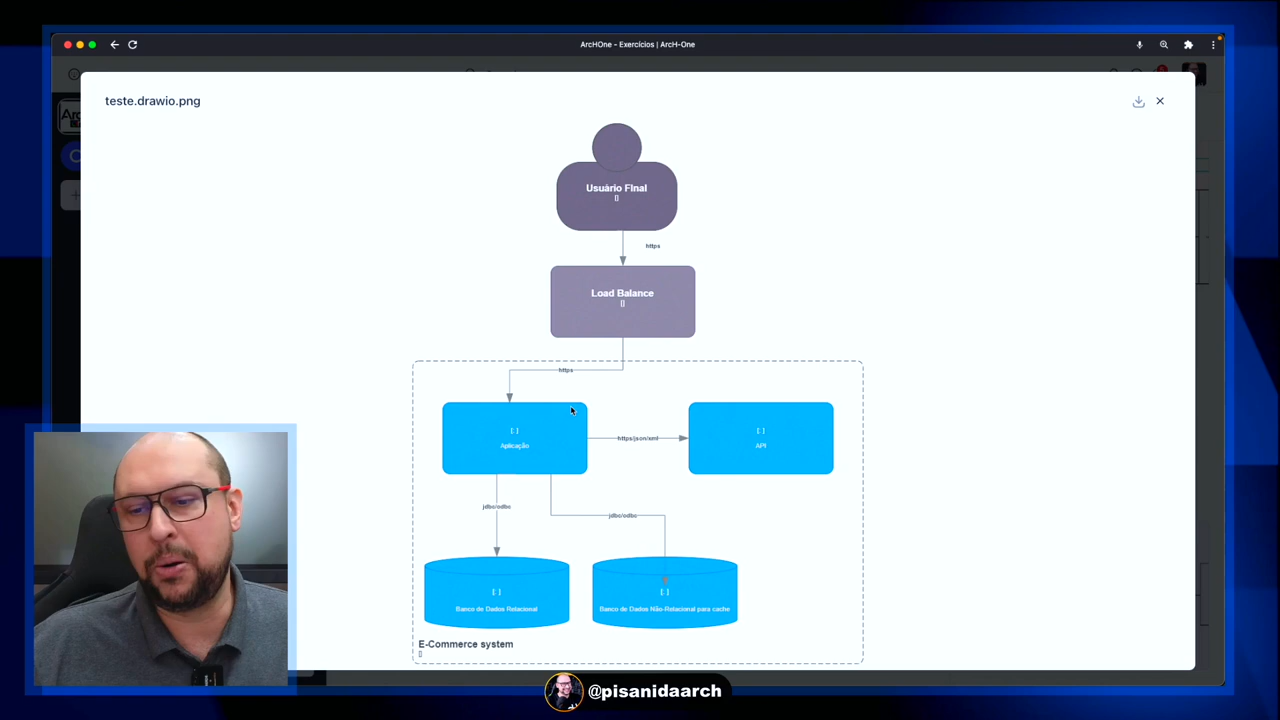 ArcHOne - Exercícios | ArcH-One
teste.drawio.png
Usuário Final
[]
https
Load Balance
[]
https
[ ]
Aplicação
https/json/xml
[ ]
API
jdbc/odbc
jdbc/odbc
[ ]
Banco de Dados Relacional
[ ]
Banco de Dados Não-Relacional para cache
E-Commerce system
[]
@pisanidaarch